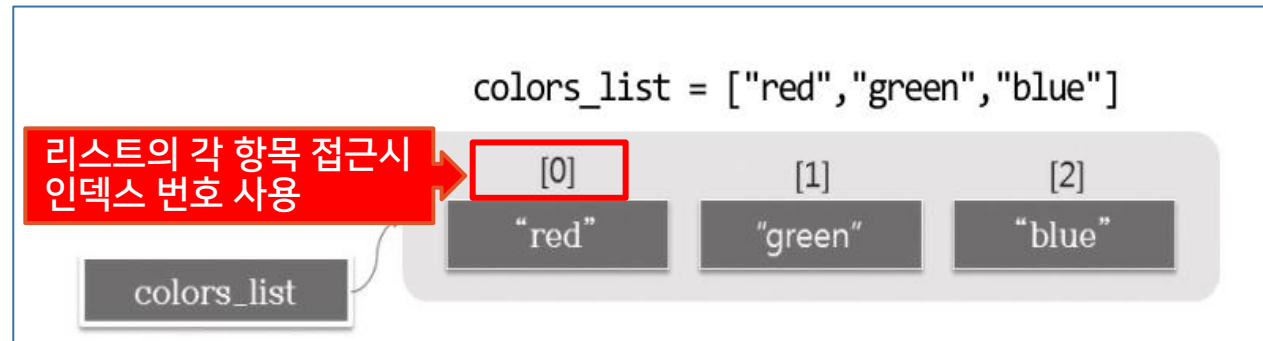 colors_list = ["red","green","blue"]
리스트의 각 항목 접근시
인덱스 번호 사용
[0] [1] [2]
“red” “green” “blue”
colors_list